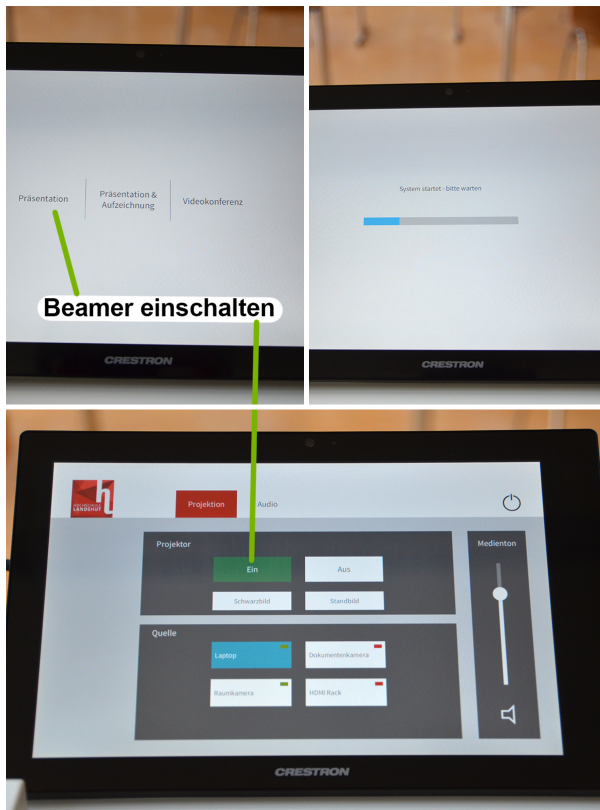 Präsentation
Präsentation &
Aufzeichnung
Videokonferenz
Beamer einschalten
CRESTRON
System startet - bitte warten
CRESTRON
h
HOCHSCHULE
LANDSHUT
Projektion
Audio
Projektor
Ein
Aus
Schwarzbild
Standbild
Quelle
Laptop
Dokumentenkamera
Raumkamera
HDMI Rack
Medienton
CRESTRON